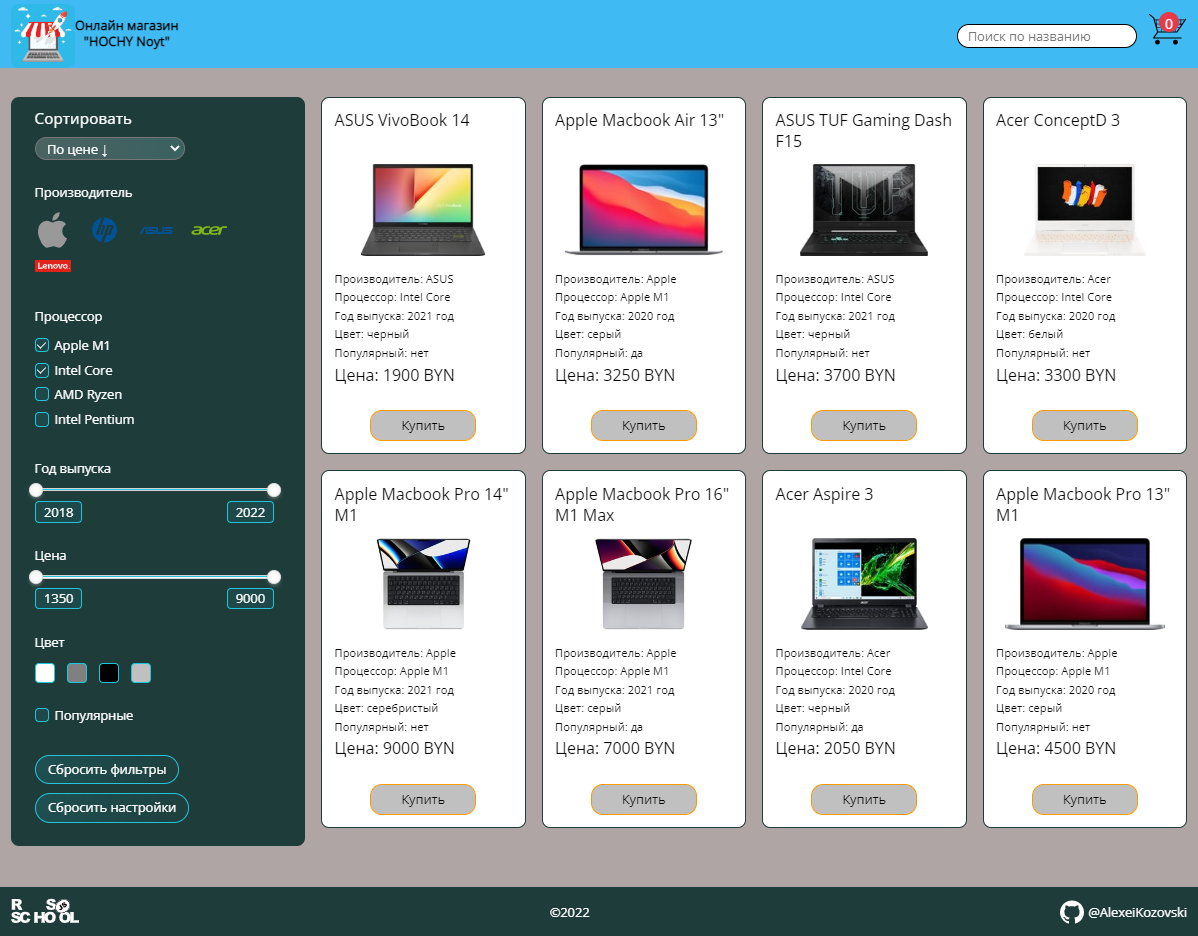 Онлайн магазин
"HOCHY Noyt"
Поиск по названию
0
Сортировать
По цене ↓
Производитель
hp
ASUS
acer
Lenovo
Процессор
Apple M1
Intel Core
AMD Ryzen
Intel Pentium
Год выпуска
2018
2022
Цена
1350
9000
Цвет
Популярные
Сбросить фильтры
Сбросить настройки
ASUS VivoBook 14
Производитель: ASUS
Процессор: Intel Core
Год выпуска: 2021 год
Цвет: черный
Популярный: нет
Цена: 1900 BYN
Купить
Apple Macbook Air 13"
Производитель: Apple
Процессор: Apple M1
Год выпуска: 2020 год
Цвет: серый
Популярный: да
Цена: 3250 BYN
Купить
ASUS TUF Gaming Dash
F15
TUF
Производитель: ASUS
Процессор: Intel Core
Год выпуска: 2021 год
Цвет: черный
Популярный: нет
Цена: 3700 BYN
Купить
Acer ConceptD 3
Производитель: Acer
Процессор: Intel Core
Год выпуска: 2020 год
Цвет: белый
Популярный: нет
Цена: 3300 BYN
Купить
Apple Macbook Pro 14"
M1
Производитель: Apple
Процессор: Apple M1
Год выпуска: 2021 год
Цвет: серебристый
Популярный: нет
Цена: 9000 BYN
Купить
Apple Macbook Pro 16"
M1 Max
Производитель: Apple
Процессор: Apple M1
Год выпуска: 2021 год
Цвет: серый
Популярный: да
Цена: 7000 BYN
Купить
Acer Aspire 3
Производитель: Acer
Процессор: Intel Core
Год выпуска: 2020 год
Цвет: черный
Популярный: да
Цена: 2050 BYN
Купить
Apple Macbook Pro 13"
M1
Производитель: Apple
Процессор: Apple M1
Год выпуска: 2020 год
Цвет: серый
Популярный: нет
Цена: 4500 BYN
Купить
R S
SCHOOL
©2022
@AlexeiKozovski